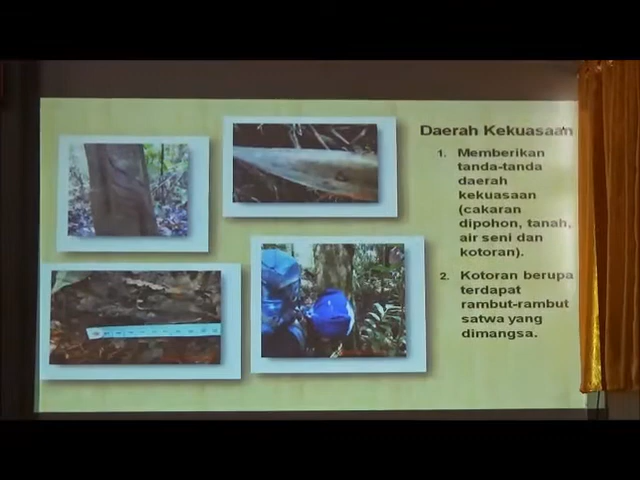 Daerah Kekuasaan
1. Memberikan
tanda-tanda
daerah
kekuasaan
(cakaran
dipohon, tanah,
air seni dan
kotoran).
2. Kotoran berupa
terdapat
rambut-rambut
satwa yang
dimangsa.